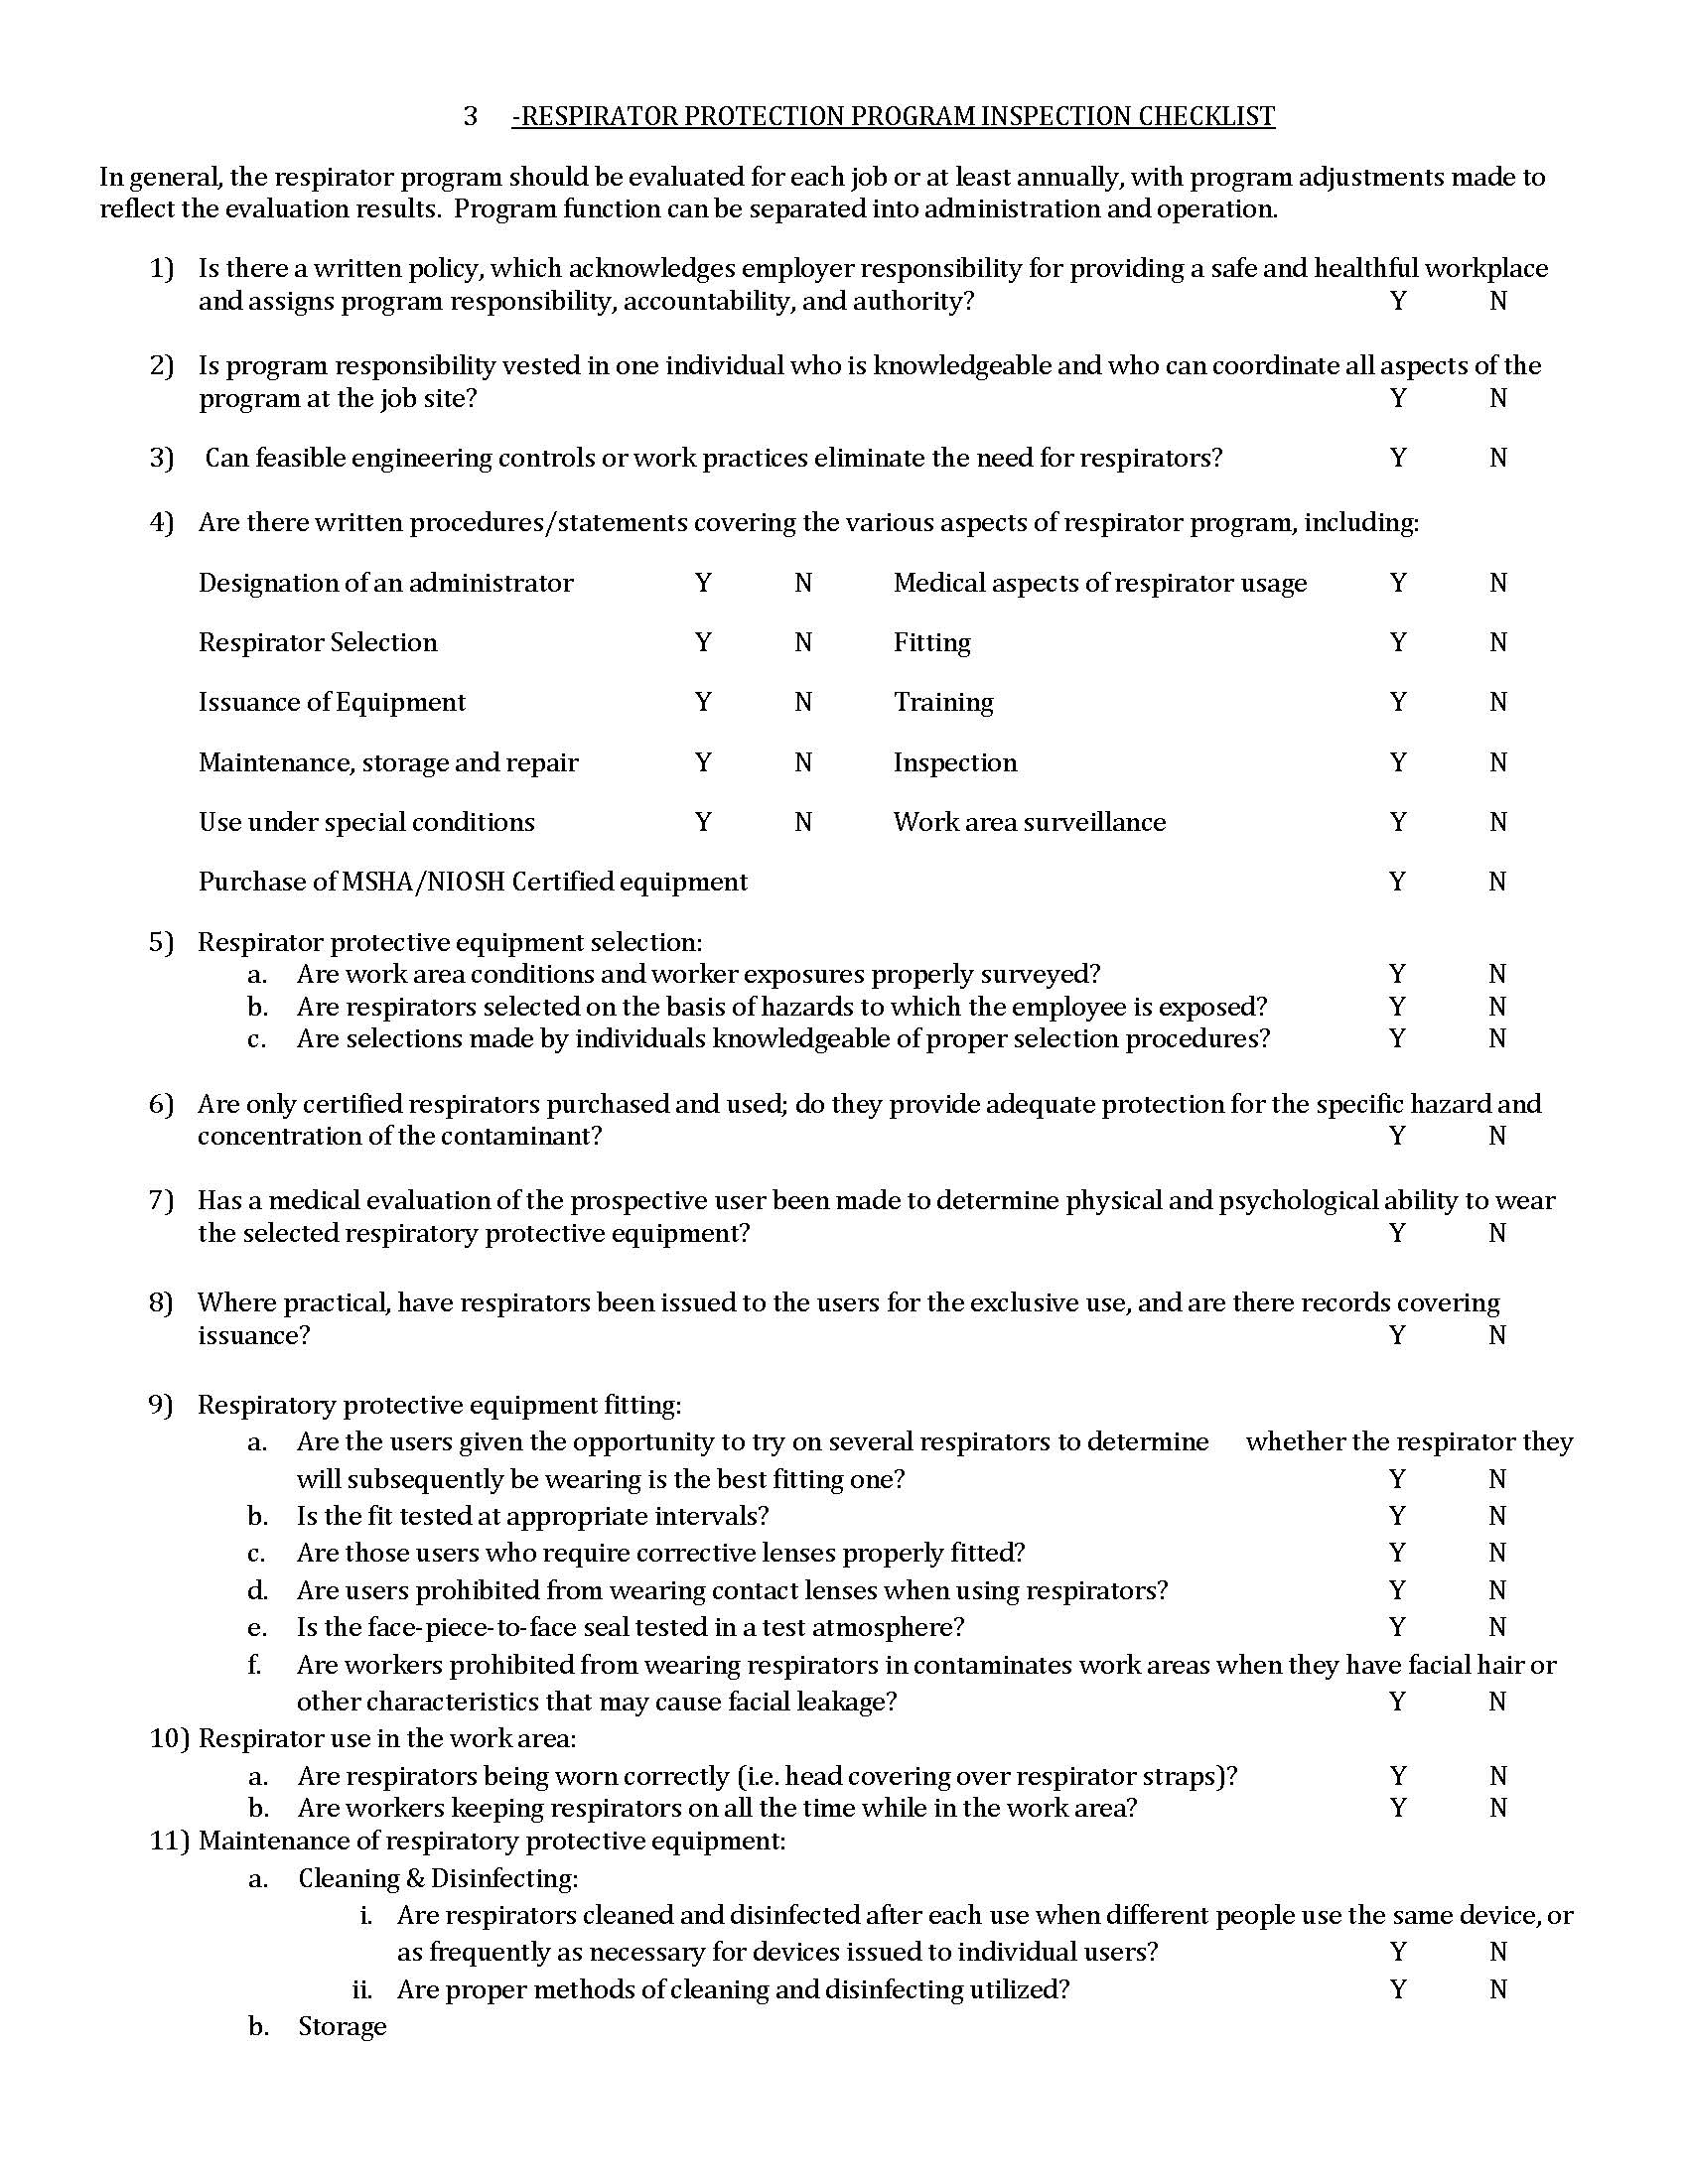 3 -RESPIRATOR PROTECTION PROGRAM INSPECTION CHECKLIST
In general, the respirator program should be evaluated for each job or at least annually, with program adjustments made to
reflect the evaluation results. Program function can be separated into administration and operation.
1) Is there a written policy, which acknowledges employer responsibility for providing a safe and healthful workplace
and assigns program responsibility, accountability, and authority? Y N
2) Is program responsibility vested in one individual who is knowledgeable and who can coordinate all aspects of the
program at the job site? Y N
3) Can feasible engineering controls or work practices eliminate the need for respirators? Y N
4) Are there written procedures/statements covering the various aspects of respirator program, including:
Designation of an administrator Y N Medical aspects of respirator usage Y N
Respirator Selection Y N Fitting Y N
Issuance of Equipment Y N Training Y N
Maintenance, storage and repair Y N Inspection Y N
Use under special conditions Y N Work area surveillance Y N
Purchase of MSHA/NIOSH Certified equipment Y N
5) Respirator protective equipment selection:
a. Are work area conditions and worker exposures properly surveyed? Y N
b. Are respirators selected on the basis of hazards to which the employee is exposed? Y N
c. Are selections made by individuals knowledgeable of proper selection procedures? Y N
6) Are only certified respirators purchased and used; do they provide adequate protection for the specific hazard and
concentration of the contaminant? Y N
7) Has a medical evaluation of the prospective user been made to determine physical and psychological ability to wear
the selected respiratory protective equipment? Y N
8) Where practical, have respirators been issued to the users for the exclusive use, and are there records covering
issuance? Y N
9) Respiratory protective equipment fitting:
a. Are the users given the opportunity to try on several respirators to determine whether the respirator they
will subsequently be wearing is the best fitting one? Y N
b. Is the fit tested at appropriate intervals? Y N
c. Are those users who require corrective lenses properly fitted? Y N
d. Are users prohibited from wearing contact lenses when using respirators? Y N
e. Is the face-piece-to-face seal tested in a test atmosphere? Y N
f. Are workers prohibited from wearing respirators in contaminates work areas when they have facial hair or
other characteristics that may cause facial leakage? Y N
10) Respirator use in the work area:
a. Are respirators being worn correctly (i.e. head covering over respirator straps)? Y N
b. Are workers keeping respirators on all the time while in the work area? Y N
11) Maintenance of respiratory protective equipment:
a. Cleaning & Disinfecting:
i. Are respirators cleaned and disinfected after each use when different people use the same device, or
as frequently as necessary for devices issued to individual users? Y N
ii. Are proper methods of cleaning and disinfecting utilized? Y N
b. Storage